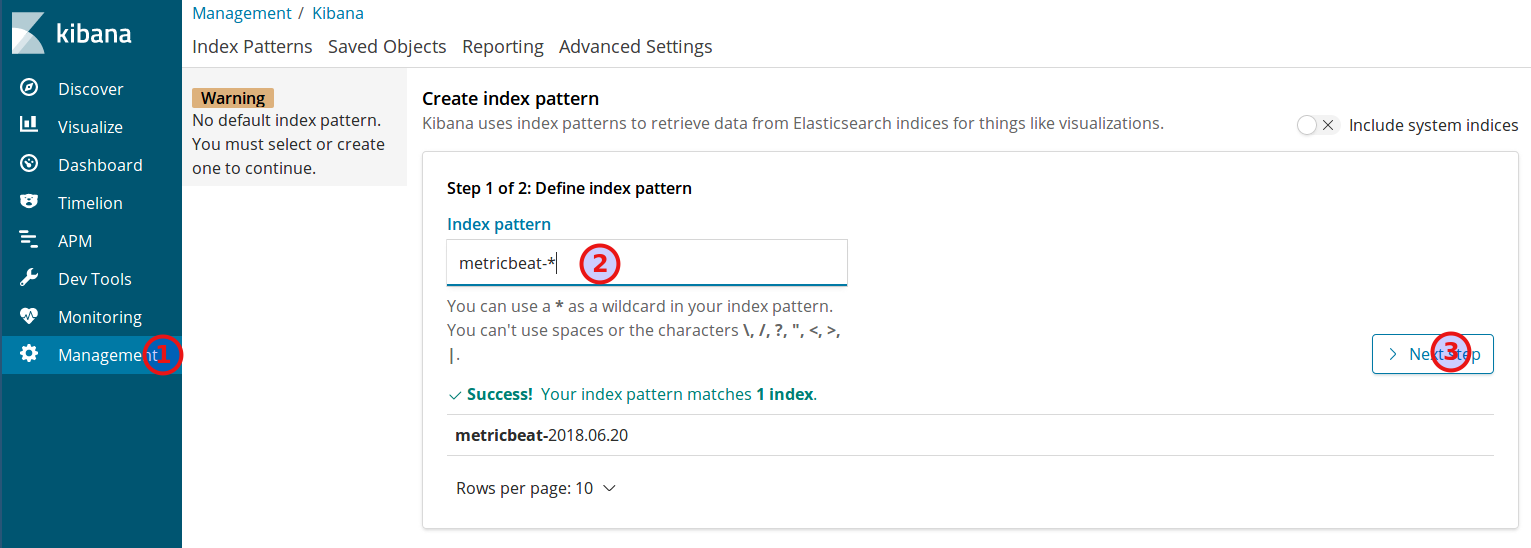 kibana
Discover
Visualize
Dashboard
Timelion
APM
Dev Tools
Monitoring
Management
1
Management / Kibana
Index Patterns Saved Objects Reporting Advanced Settings
Warning
No default index pattern.
You must select or create
one to continue.
Create index pattern
Kibana uses index patterns to retrieve data from Elasticsearch indices for things like visualizations.
Include system indices
Step 1 of 2: Define index pattern
Index pattern
metricbeat-*
2
You can use a * as a wildcard in your index pattern.
You can't use spaces or the characters \, /, ?, ", <, >,
|.
Next step
3
Success! Your index pattern matches 1 index.
metricbeat-2018.06.20
Rows per page: 10